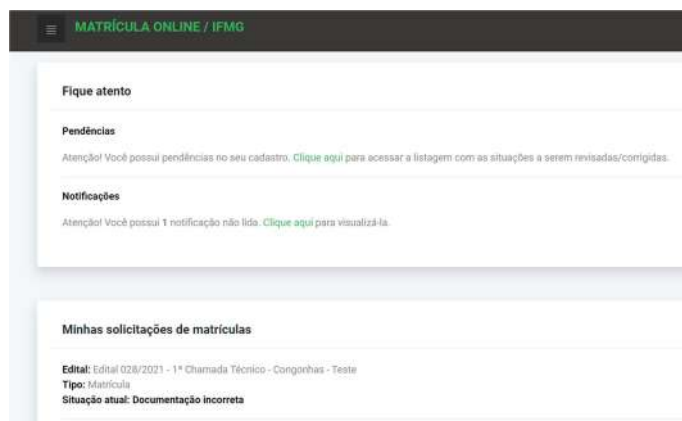 MATRÍCULA ONLINE / IFMG
Fique atento
Pendências
Atenção! Você possui pendências no seu cadastro. Clique aqui para acessar a listagem com as situações a serem revisadas/corrigidas.
Notificações
Atenção! Você possui 1 notificação não lida. Clique aqui para visualizá-la.
Minhas solicitações de matrículas
Edital: Edital 028/2021 - 1ª Chamada Técnico - Congonhas - Teste
Tipo: Matrícula
Situação atual: Documentação incorreta